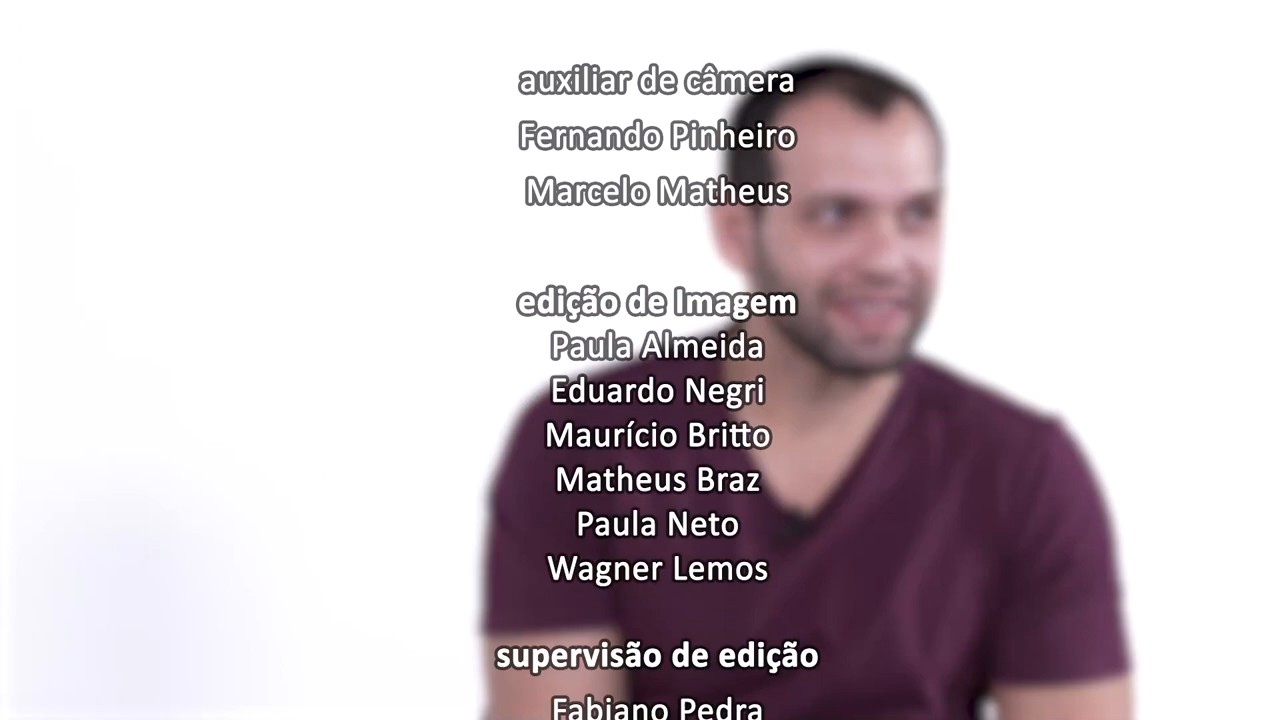 auxiliar de câmera
Fernando Pinheiro
Marcelo Matheus
edição de Imagem
Paula Almeida
Eduardo Negri
Maurício Britto
Matheus Braz
Paula Neto
Wagner Lemos
supervisão de edição
Fabiano Pedra